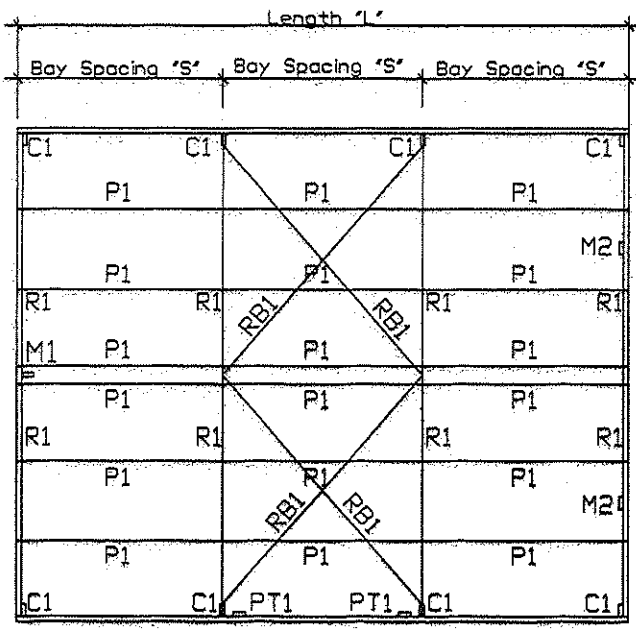 Length "L"
Bay Spacing "S" Bay Spacing "S" Bay Spacing "S"
C1 C1 C1 C1
P1 P1 P1
M2
P1 P1 P1
R1 R1 RB1 RB1 R1 R1
M1 P1 P1 P1
P1 P1 P1
R1 R1 R1 R1
P1 P1 P1
RB1 RB1 M2
P1 P1 P1
C1 C1 PT1 PT1 C1 C1